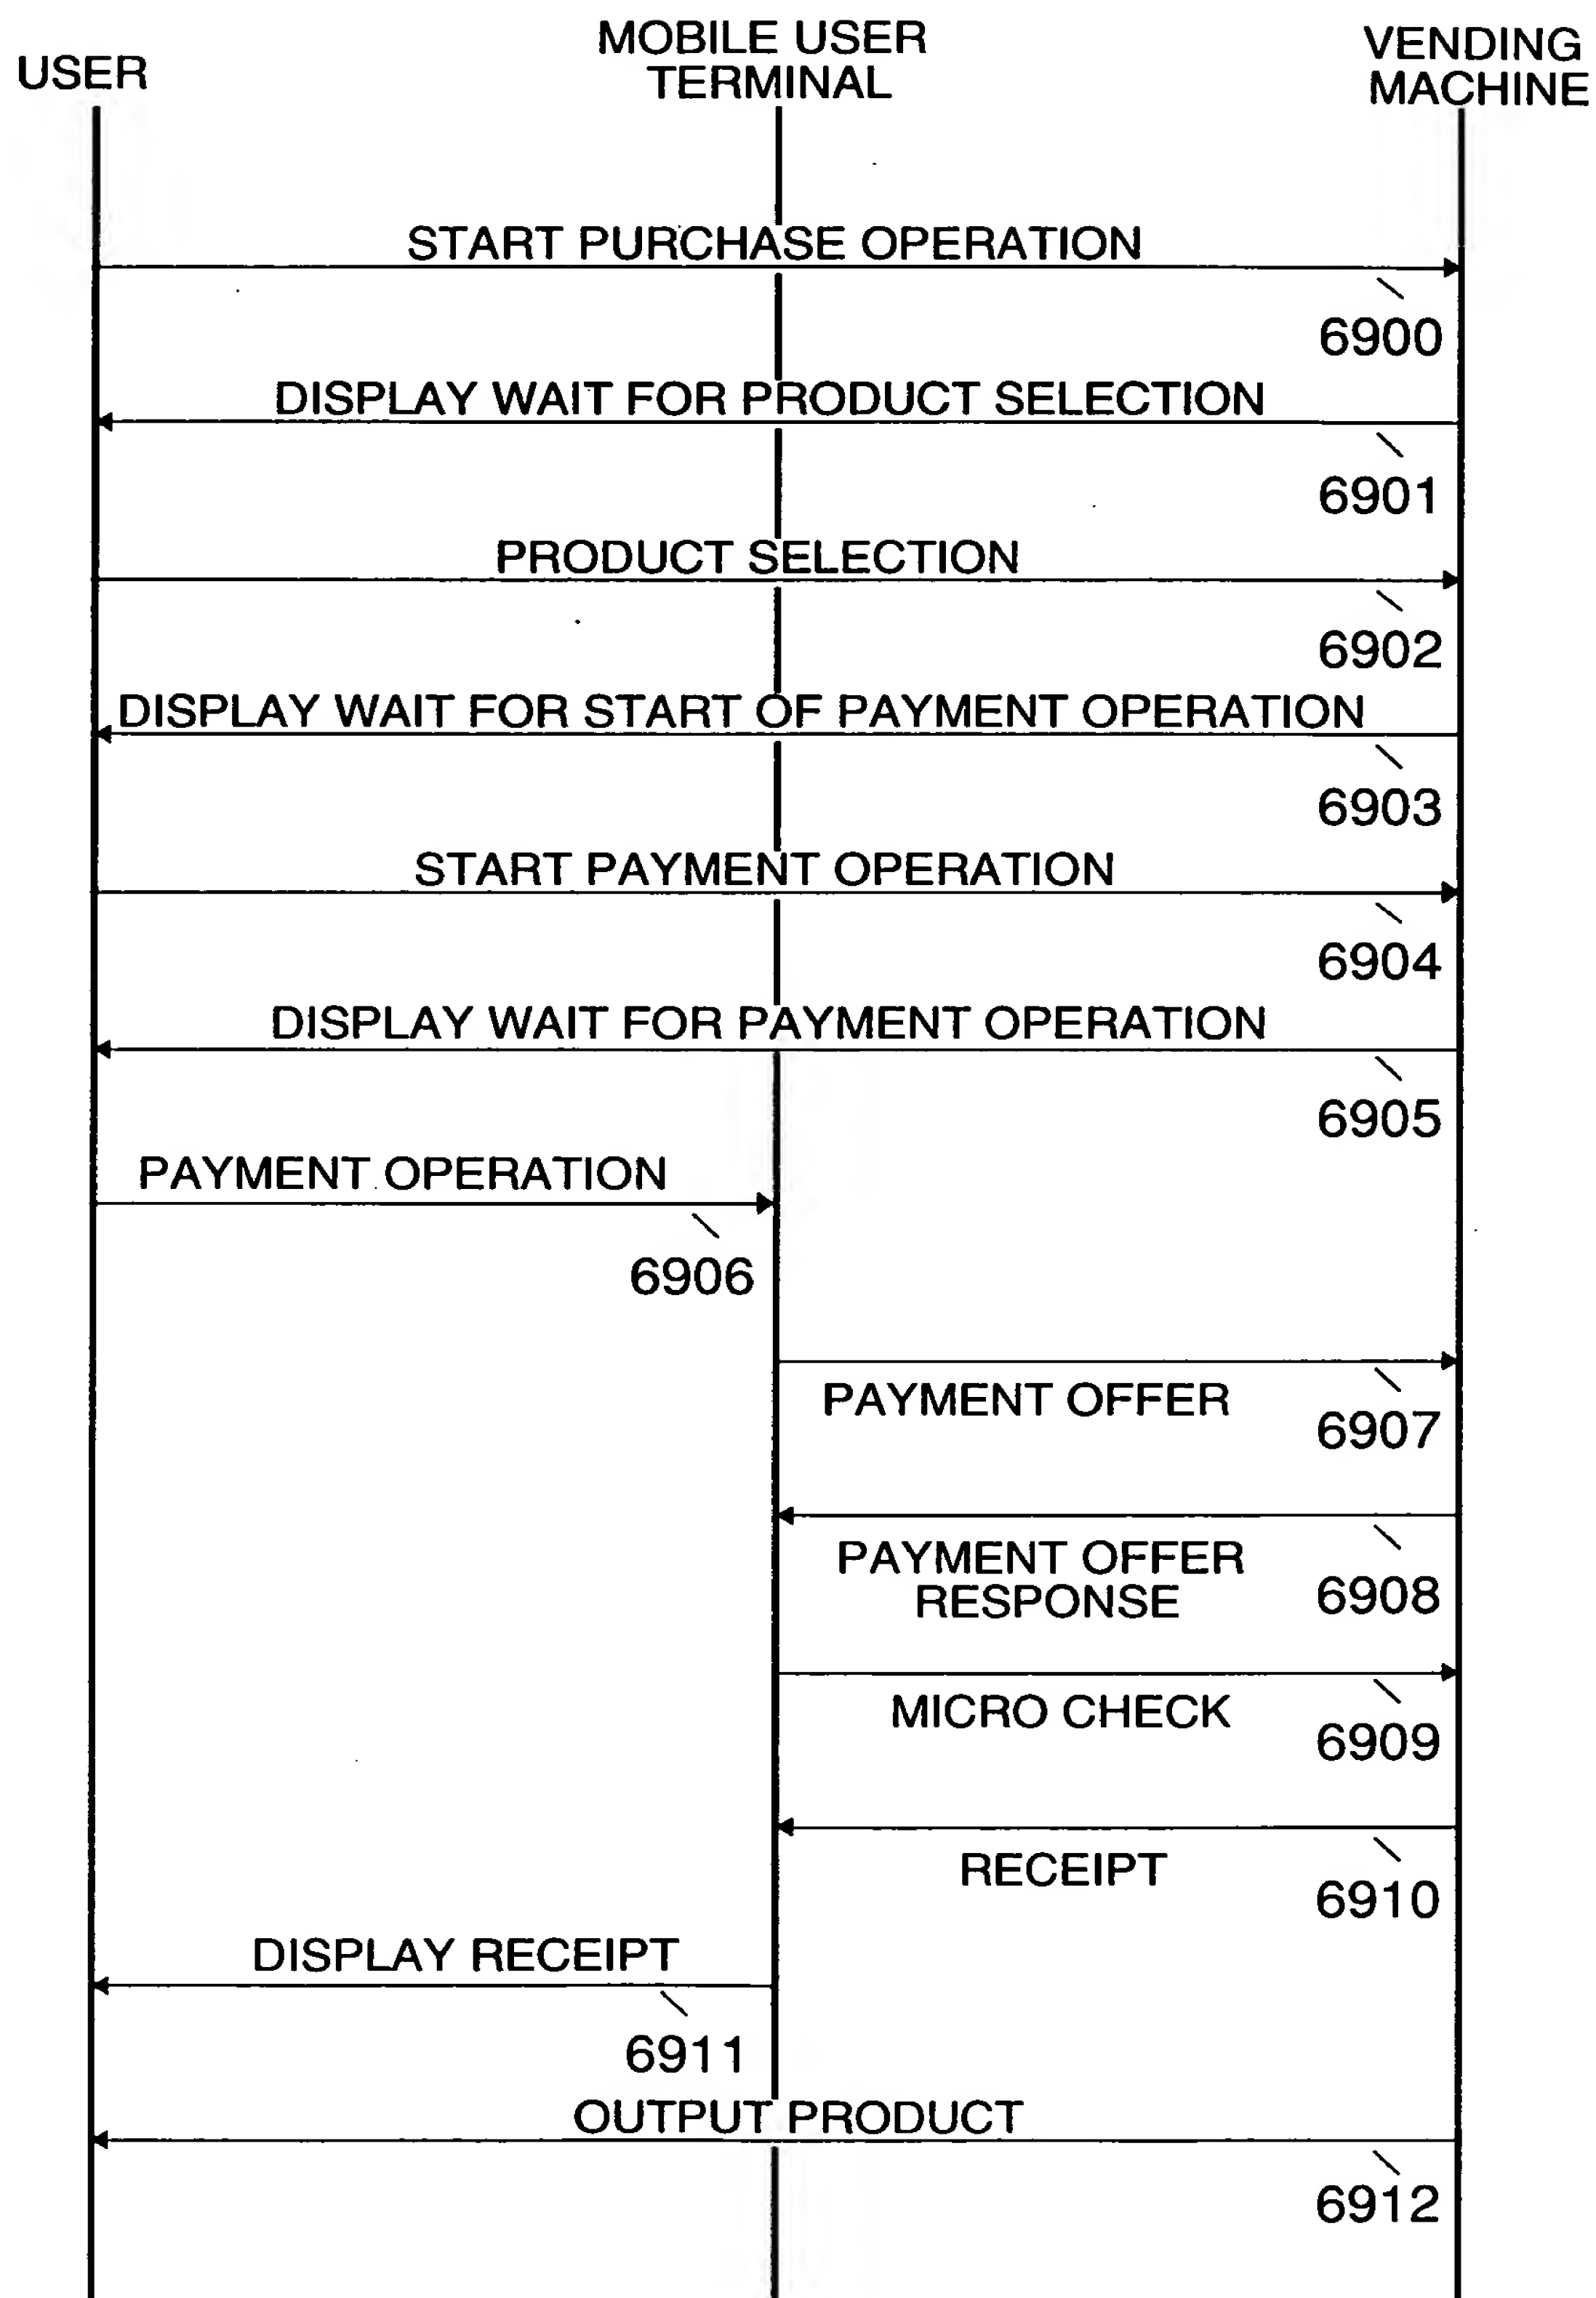 USER
MOBILE USER
TERMINAL
VENDING
MACHINE
START PURCHASE OPERATION
6900
DISPLAY WAIT FOR PRODUCT SELECTION
6901
PRODUCT SELECTION
6902
DISPLAY WAIT FOR START OF PAYMENT OPERATION
6903
START PAYMENT OPERATION
6904
DISPLAY WAIT FOR PAYMENT OPERATION
6905
PAYMENT OPERATION
6906
PAYMENT OFFER
6907
PAYMENT OFFER
RESPONSE
6908
MICRO CHECK
6909
RECEIPT
6910
DISPLAY RECEIPT
6911
OUTPUT PRODUCT
6912